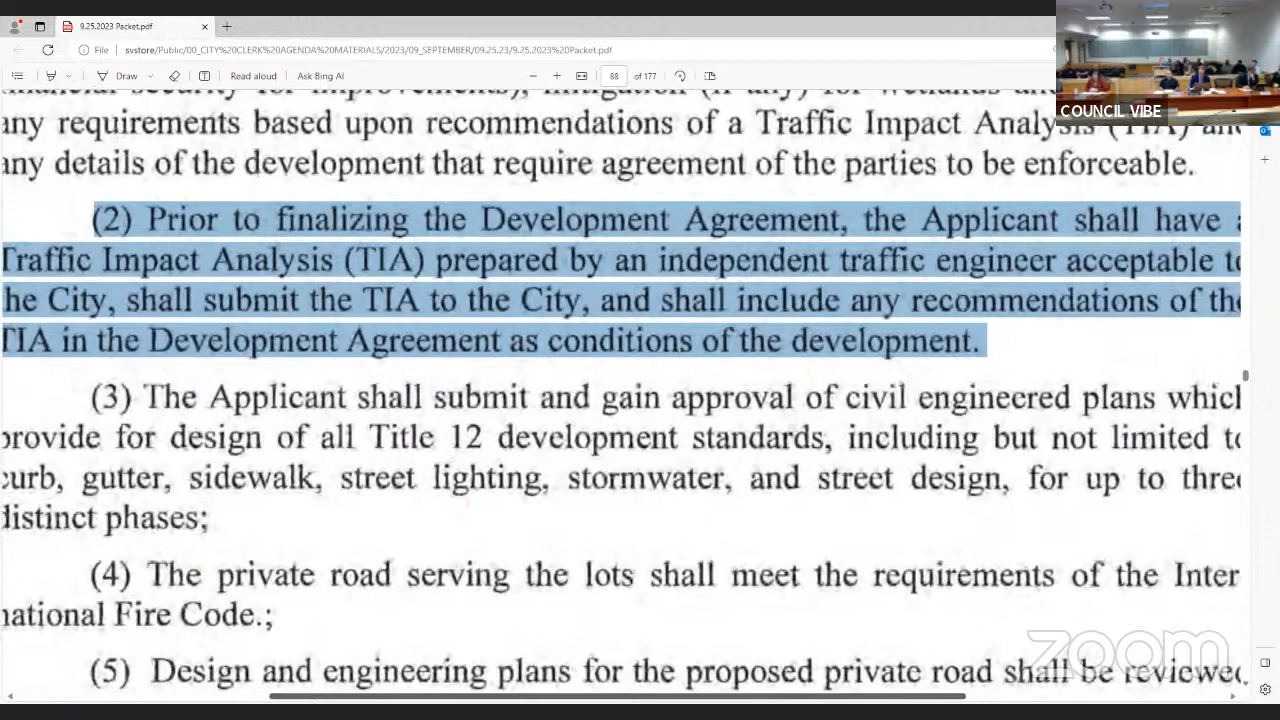 9.25.2023 Packet.pdf
File svstore/Public/00_CITY%20CLERK%20AGENDA%20MATERIALS/2023/09_SEPTEMBER/09.25.23/9.25.2023%20Packet.pdf
Draw Read aloud Ask Bing AI 88 of 177
COUNCIL VIBE
any requirements based upon recommendations of a Traffic Impact Analysis (TIA) and
any details of the development that require agreement of the parties to be enforceable.
(2) Prior to finalizing the Development Agreement, the Applicant shall have a
Traffic Impact Analysis (TIA) prepared by an independent traffic engineer acceptable to
the City, shall submit the TIA to the City, and shall include any recommendations of the
TIA in the Development Agreement as conditions of the development.
(3) The Applicant shall submit and gain approval of civil engineered plans which
provide for design of all Title 12 development standards, including but not limited to
curb, gutter, sidewalk, street lighting, stormwater, and street design, for up to three
distinct phases;
(4) The private road serving the lots shall meet the requirements of the Inter
national Fire Code.;
(5) Design and engineering plans for the proposed private road shall be reviewed
zoom